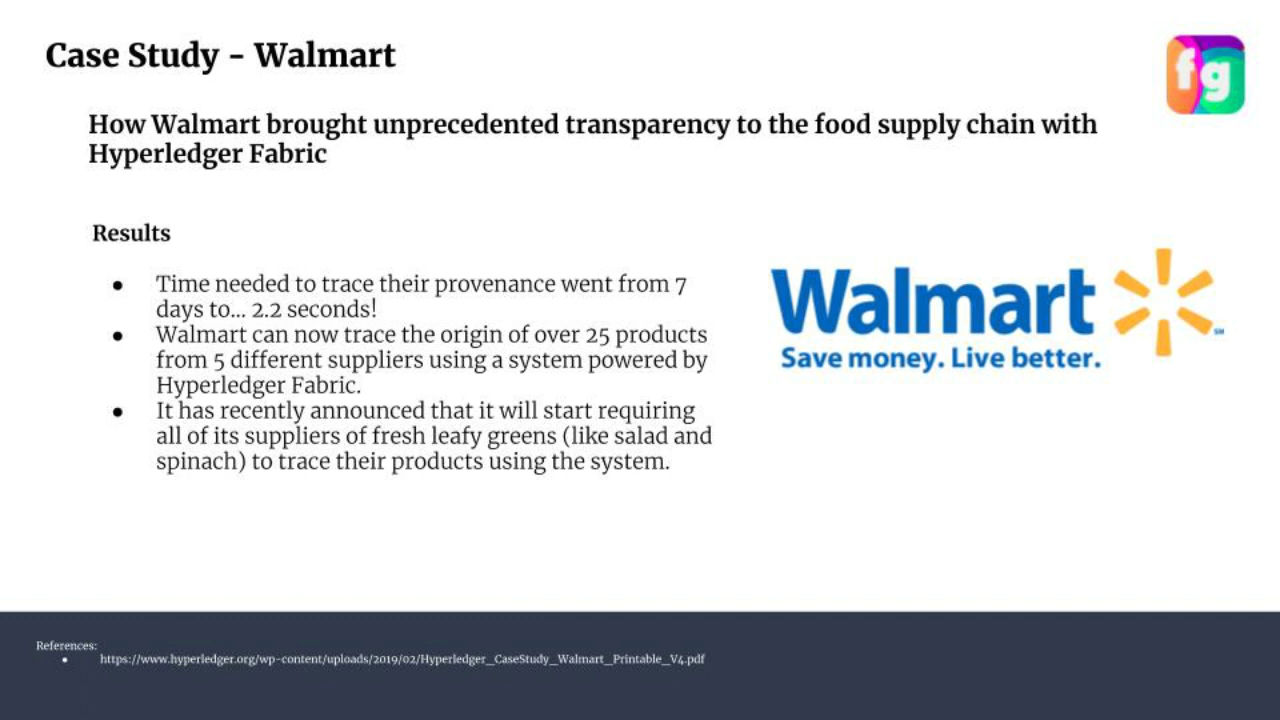 Case Study - Walmart
fg
How Walmart brought unprecedented transparency to the food supply chain with
Hyperledger Fabric
Results
● Time needed to trace their provenance went from 7
days to... 2.2 seconds!
● Walmart can now trace the origin of over 25 products
from 5 different suppliers using a system powered by
Hyperledger Fabric.
● It has recently announced that it will start requiring
all of its suppliers of fresh leafy greens (like salad and
spinach) to trace their products using the system.
Walmart
Save money. Live better.
References:
● https://www.hyperledger.org/wp-content/uploads/2019/02/Hyperledger_CaseStudy_Walmart_Printable_V4.pdf